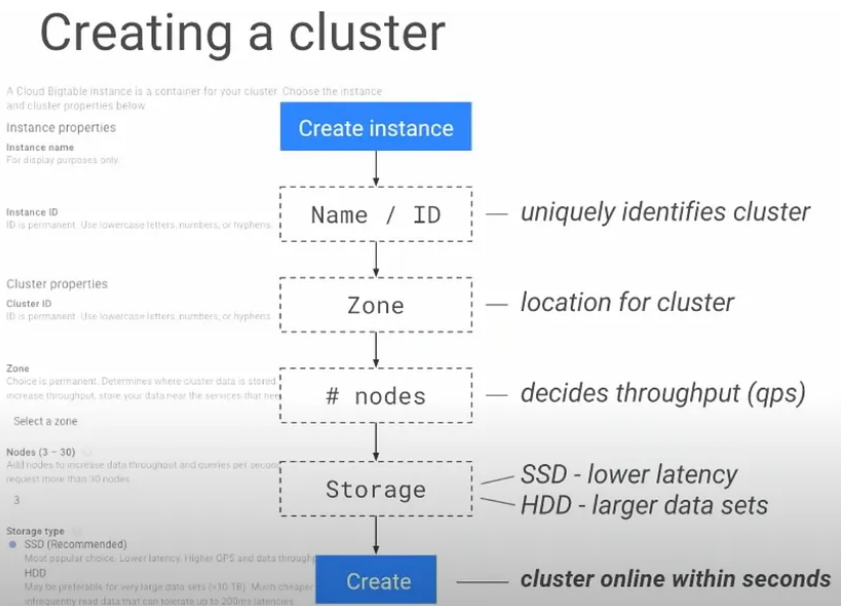 Creating a cluster
A Cloud Bigtable instance is a container for your cluster. Choose the instance
and cluster properties below
Create instance
Instance properties
Instance name
For display purposes only.
Name / ID
— uniquely identifies cluster
Instance ID
ID is permanent. Use lowercase letters, numbers, or hyphens.
Cluster properties
Cluster ID
ID is permanent. Use lowercase letters, numbers, or hyphens.
Zone
— location for cluster
Zone
Choice is permanent. Determines where cluster data is stored.
increase throughput, store your data near the services that
# nodes
— decides throughput (qps)
Select a zone
Nodes (3 – 30)
Add nodes to increase data throughput and queries per
request more than 30 nodes
3
Storage
SSD - lower latency
HDD - larger data sets
Storage type
SSD (Recommended)
Most popular choice. Lower latency. Higher QPS and data
HDD
May be preferable for very large data sets (>10 TB). Much cheaper
infrequently read data that can tolerate up to 200ms latencies.
Create
— cluster online within seconds